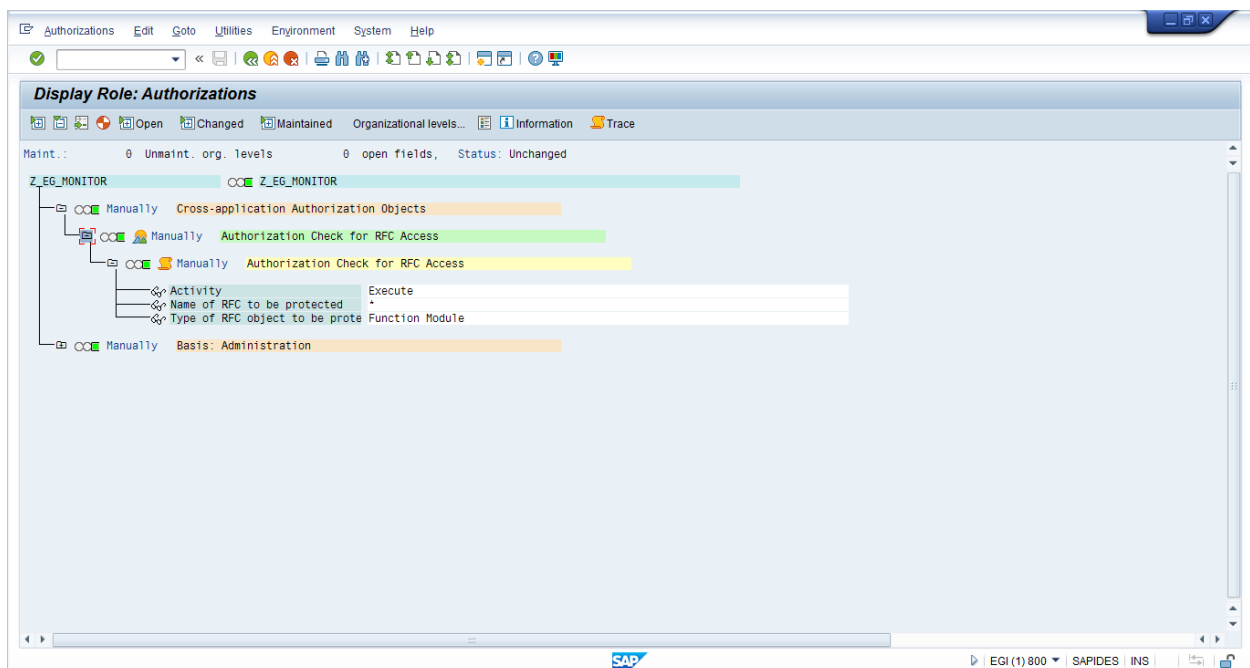 Authorizations Edit Goto Utilities Environment System Help
Display Role: Authorizations
Open Changed Maintained Organizational levels... Information Trace
Maint.: 0 Unmaint. org. levels 0 open fields, Status: Unchanged
Z_EG_MONITOR Z_EG_MONITOR
Manually Cross-application Authorization Objects
Manually Authorization Check for RFC Access
Manually Authorization Check for RFC Access
Activity Execute
Name of RFC to be protected *
Type of RFC object to be prote Function Module
Manually Basis: Administration
SAP EGI (1) 800 SAPIDES INS